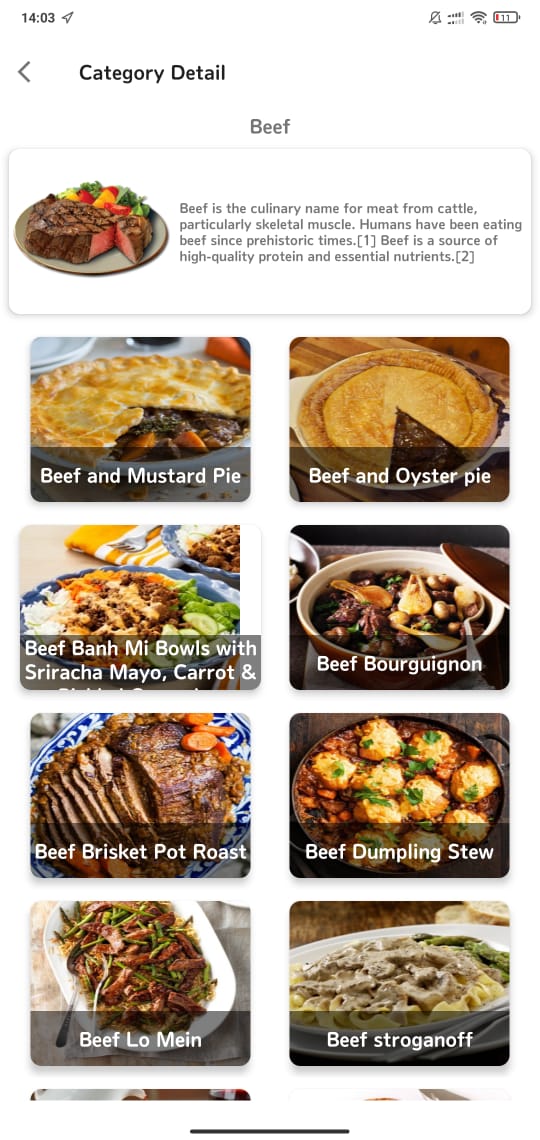 14:03
11
Category Detail
Beef
Beef is the culinary name for meat from cattle,
particularly skeletal muscle. Humans have been eating
beef since prehistoric times.[1] Beef is a source of
high-quality protein and essential nutrients.[2]
Beef and Mustard Pie
Beef and Oyster pie
Beef Banh Mi Bowls with
Sriracha Mayo, Carrot &
Beef Bourguignon
Beef Brisket Pot Roast
Beef Dumpling Stew
Beef Lo Mein
Beef stroganoff